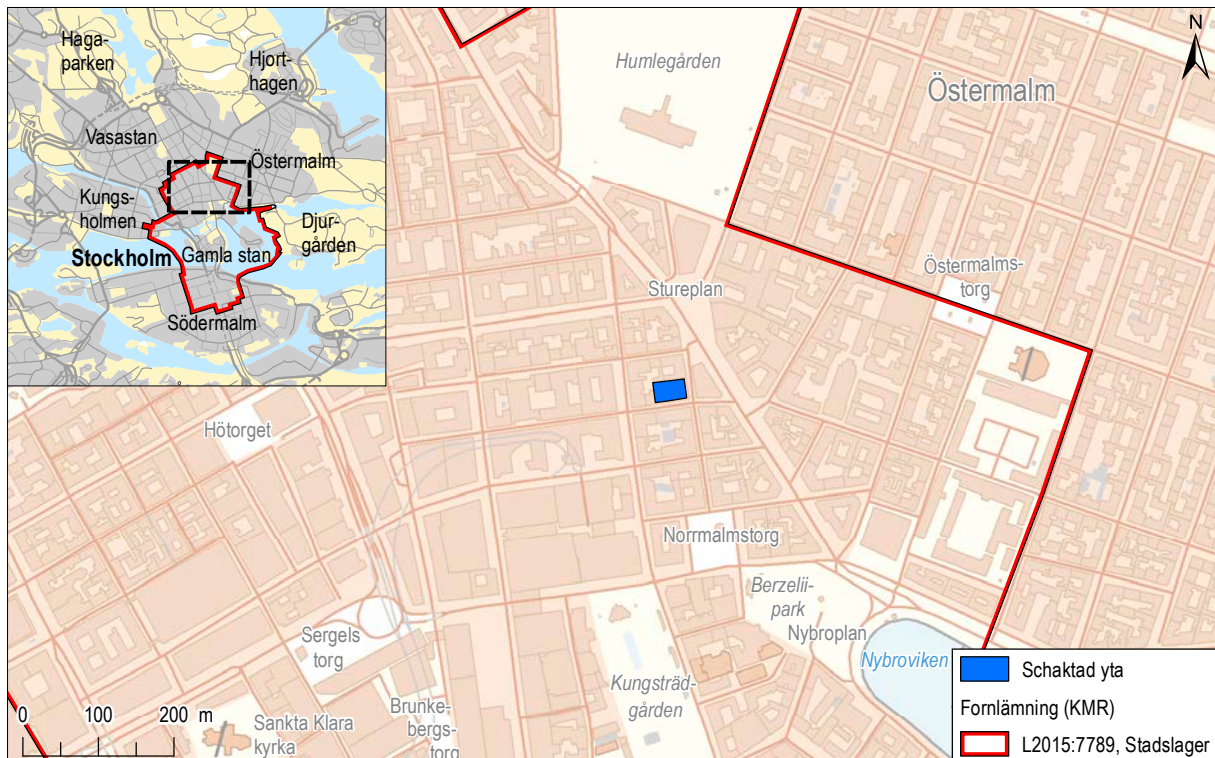 Haga-
parken
Hjort-
hagen
Vasastan
Östermalm
Kungs-
holmen
Djur-
gården
Stockholm
Gamla stan
Södermalm
Humlegården
N
Östermalm
Östermalms-
torg
Stureplan
Hötorget
Norrmalmstorg
Berzelii-
park
Nybroplan
Nybroviken
Sergels
torg
Kungsträd-
gården
Brunke-
bergs-
torg
Sankta Klara
kyrka
0 100 200 m
Schaktad yta
Fornlämning (KMR)
L2015:7789, Stadslager